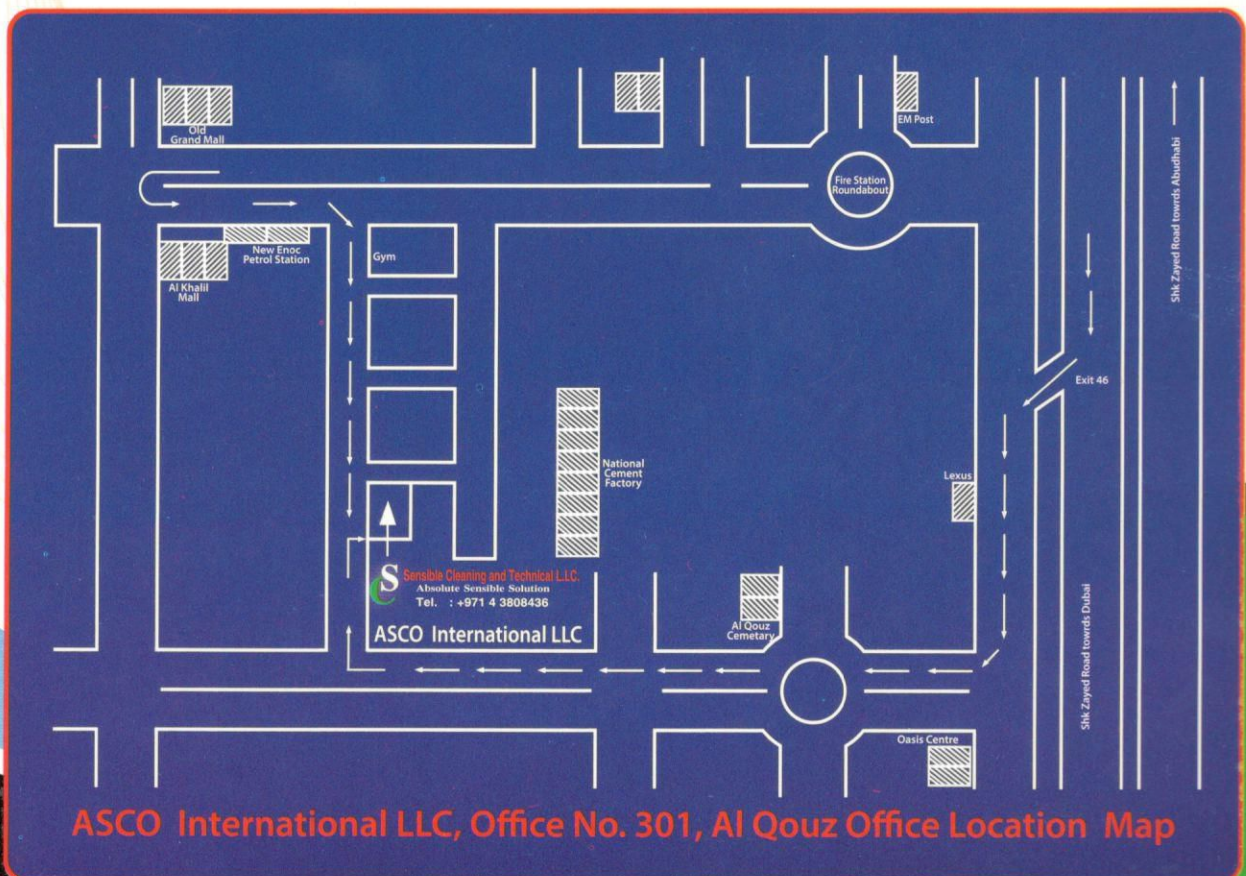 Old
Grand Mall
EM Post
Fire Station
Roundabout
Shk Zayed Road towrds Abudhabi
New Enoc
Petrol Station
Gym
Al Khalil
Mall
Exit 46
National
Cement
Factory
Lexus
CS Sensible Cleaning and Technical L.L.C.
Absolute Sensible Solution
Tel. : +971 4 3808436
ASCO International LLC
Al Qouz
Cemetary
Shk Zayed Road towrds Dubai
Oasis Centre
ASCO International LLC, Office No. 301, Al Qouz Office Location Map